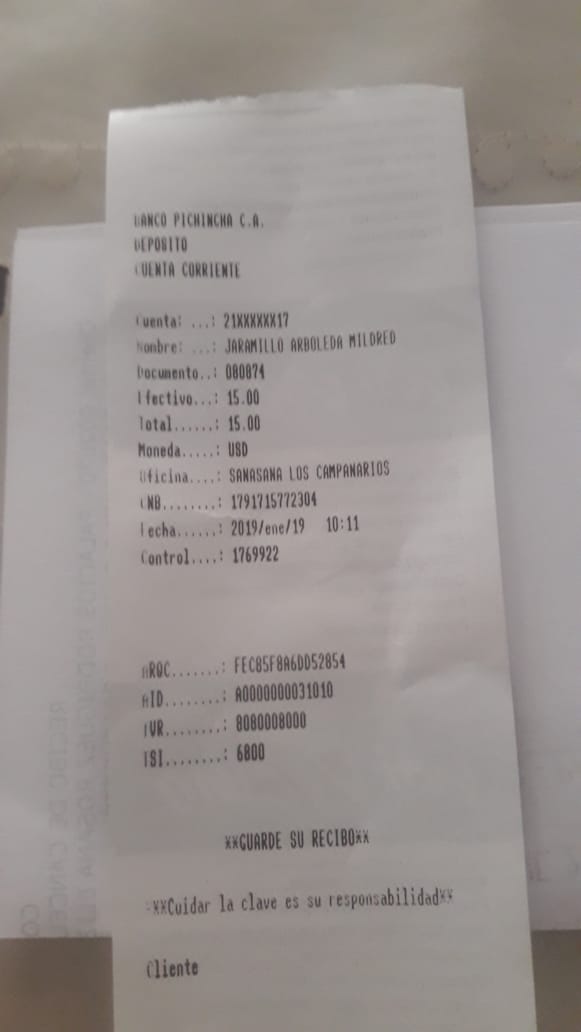 BANCO PICHINCHA C.A.
DEPOSITO
CUENTA CORRIENTE
Cuenta: ...: 21XXXXXX17
Nombre: ...: JARAMILLO ARBOLEDA MILDRED
Documento..: 080874
Efectivo...: 15.00
Total......: 15.00
Moneda.....: USD
Oficina....: SANASANA LOS CAMPANARIOS
CNB........: 1791715772304
Fecha......: 2019/ene/19 10:11
Control....: 1769922
ARQC.......: FEC85F8A6DD52854
AID........: A0000000031010
TVR........: 8080008000
TSI........: 6800
**GUARDE SU RECIBO**
**Cuidar la clave es su responsabilidad**
Cliente